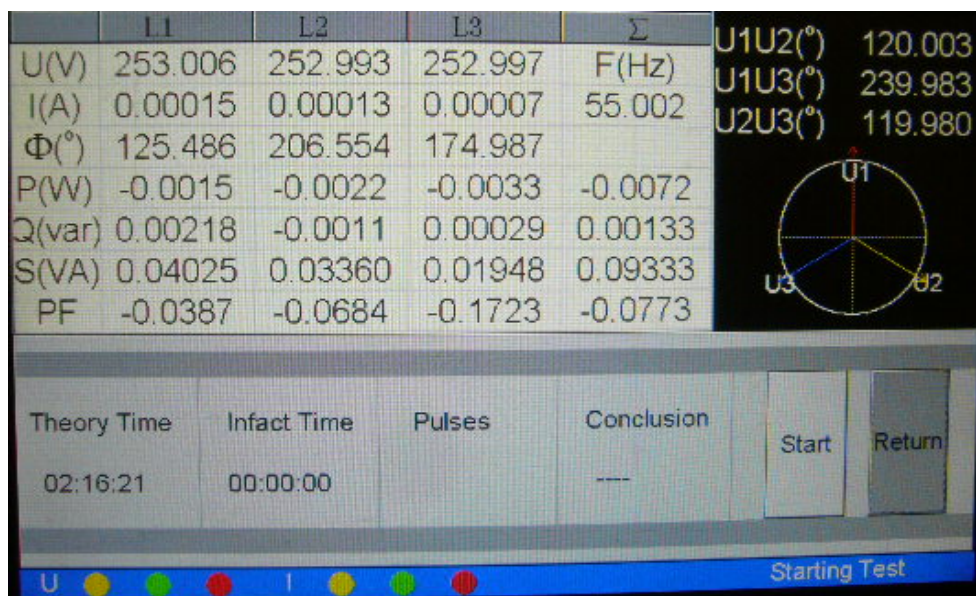 L1 L2 L3 Σ
U(V) 253.006 252.993 252.997 F(Hz)
I(A) 0.00015 0.00013 0.00007 55.002
Φ(°) 125.486 206.554 174.987
P(W) -0.0015 -0.0022 -0.0033 -0.0072
Q(var) 0.00218 -0.0011 0.00029 0.00133
S(VA) 0.04025 0.03360 0.01948 0.09333
PF -0.0387 -0.0684 -0.1723 -0.0773
U1U2(°) 120.003
U1U3(°) 239.983
U2U3(°) 119.980
U1
U3 U2
Theory Time Infact Time Pulses Conclusion
02:16:21 00:00:00 ----
Start Return
U I Starting Test